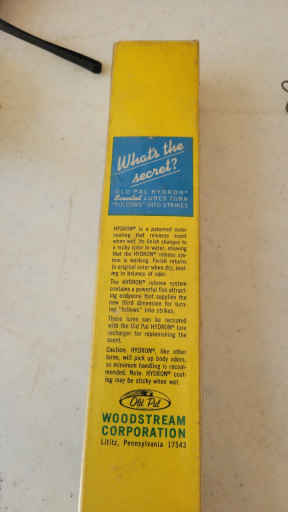 What's the
secret?
OLD PAL HYDRON®
Scented LURES TURN
"FOLLOWS" INTO STRIKES
HYDRON® is a patented outer
coating that releases scent
when wet. Its finish changes to
a milky color in water, showing
that the HYDRON® release sys-
tem is working. Finish returns
to original color when dry, seal-
ing in balance of odor.
The HYDRON® release system
contains a powerful fish attract-
ing substance that supplies the
new third dimension for turn-
ing "follows" into strikes.
These lures can be restored
with the Old Pal HYDRON® lure
recharger for replenishing the
scent.
Caution: HYDRON®, like other
lures, will pick up body odors,
so minimum handling is recom-
mended. Note: HYDRON® coat-
ing may be sticky when wet.
Old Pal
WOODSTREAM
CORPORATION
Lititz, Pennsylvania 17543